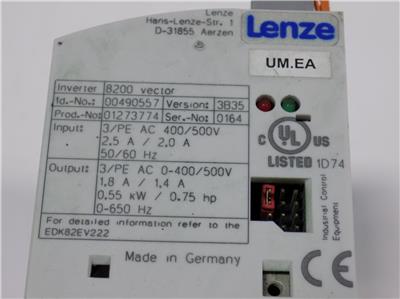 Lenze
Hans-Lenze-Str. 1
D-31855 Aerzen
Lenze
UM.EA
Inverter 8200 vector
Id.-No.: 00490557 Version: 3B35
Prod.-No: 01273774 Ser.-No: 0164
Input: 3/PE AC 400/500V
2.5 A / 2.0 A
50/60 Hz
Output: 3/PE AC 0-400/500V
1.8 A / 1.4 A
0.55 kW / 0.75 hp
0-650 Hz
For detailed information refer to the
EDK82EV222
Made in Germany
C UL US
LISTED 1D74
Industrial Control
Equipment
CE